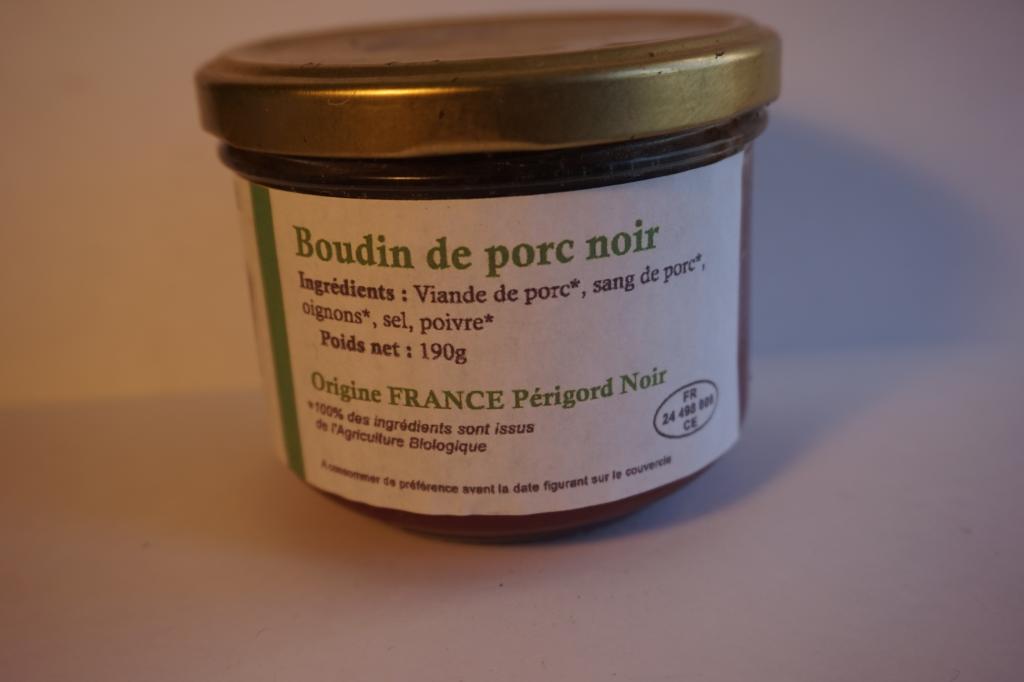 Boudin de porc noir
Ingrédients : Viande de porc*, sang de porc*,
oignons*, sel, poivre*
Poids net : 190g
Origine FRANCE Périgord Noir
*100% des ingrédients sont issus
de l'Agriculture Biologique
FR
24 498
CE
A consommer de préférence avant la date figurant sur le couvercle